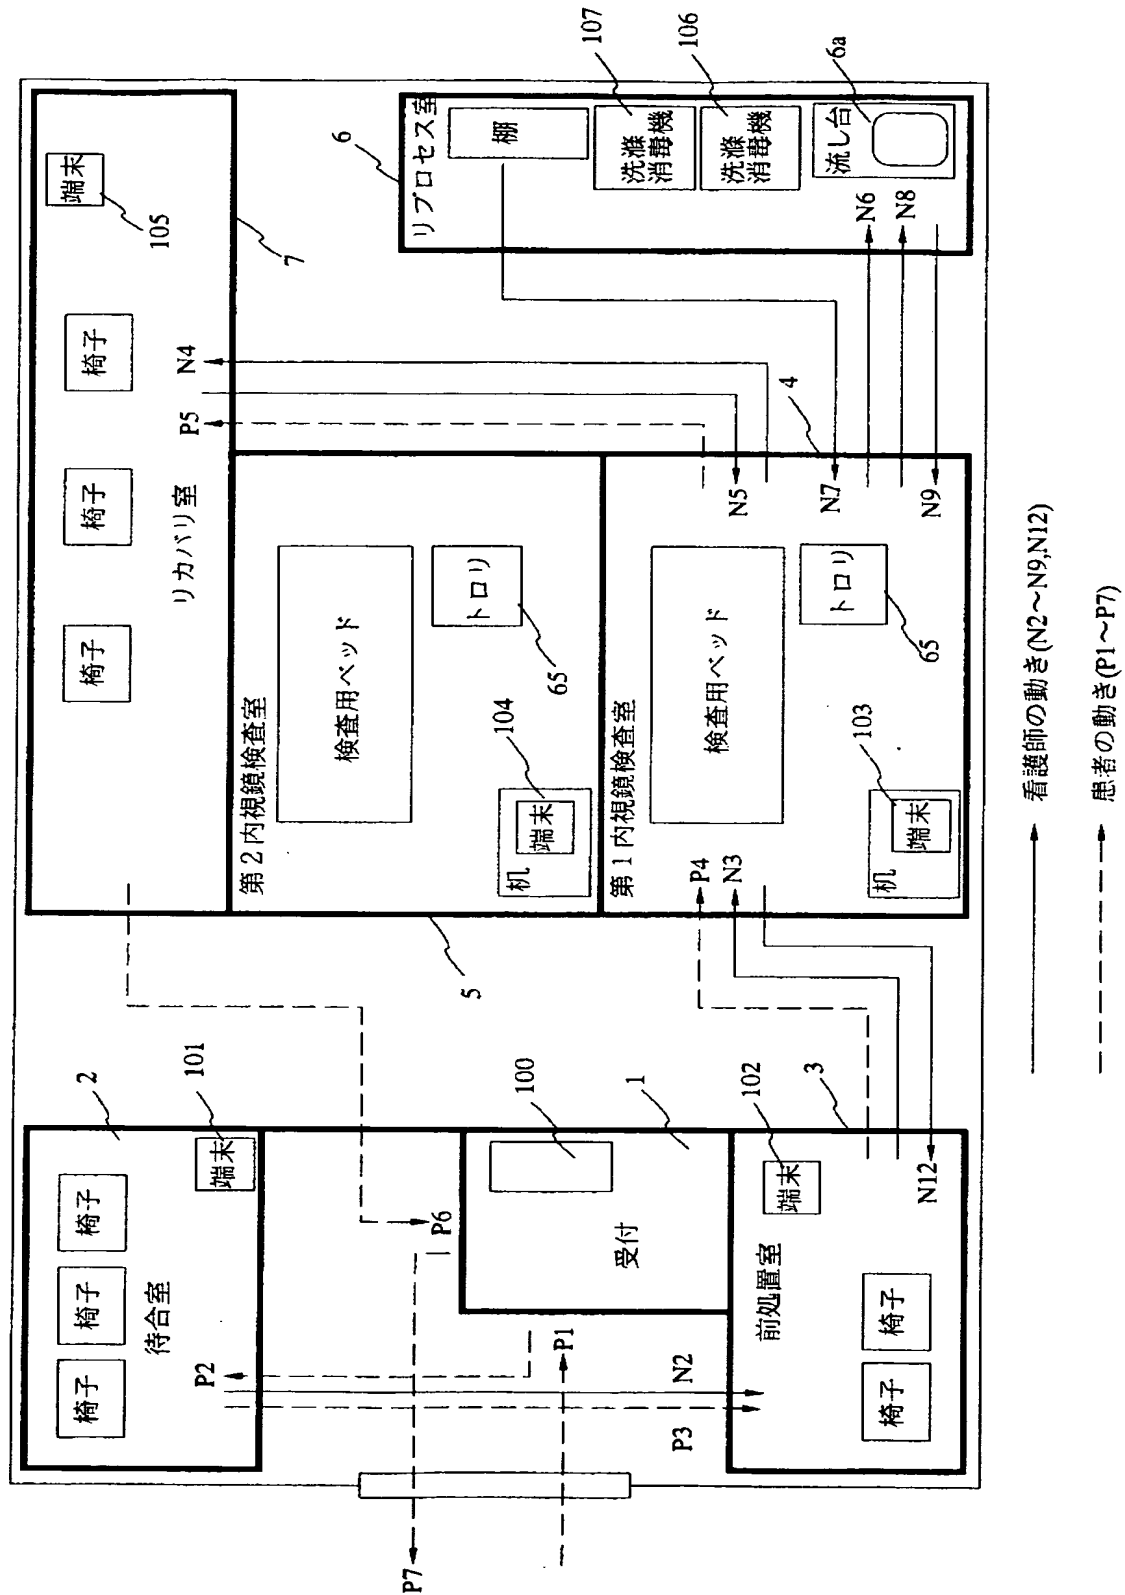 2
椅子
椅子
椅子
待合室
端末
101
P2
P3
N2
P1
P7
P6
受付
100
1
前処置室
端末
102
3
椅子
椅子
N12
リカバリ室
椅子
椅子
椅子
端末
105
7
P5
N4
第2内視鏡検査室
検査用ベッド
トロリ
65
机
端末
104
5
第1内視鏡検査室
検査用ベッド
トロリ
65
机
端末
103
4
P4
N3
N5
N7
N9
リプロセス室
6
棚
洗滌
消毒機
107
洗滌
消毒機
106
流し台
6a
N6
N8
看護師の動き(N2〜N9,N12)
患者の動き(P1〜P7)